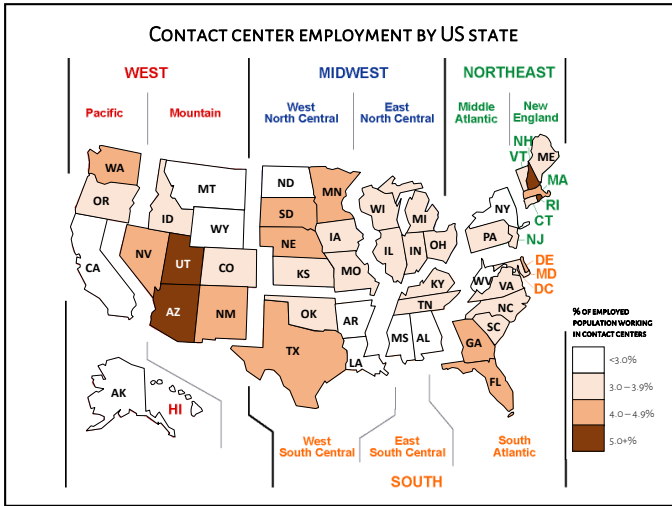 CONTACT CENTER EMPLOYMENT BY US STATE
WEST
MIDWEST
NORTHEAST
Pacific
Mountain
West
North Central
East
North Central
Middle
Atlantic
New
England
NH
VT
ME
MA
RI
CT
NJ
WA
OR
ID
MT
WY
CA
NV
UT
CO
AZ
NM
ND
SD
NE
KS
MN
IA
MO
WI
IL
MI
IN
OH
NY
PA
DE
MD
DC
OK
TX
AR
LA
KY
TN
MS
AL
WV
VA
NC
SC
GA
FL
AK
HI
% OF EMPLOYED
POPULATION WORKING
IN CONTACT CENTERS
<3.0%
3.0–3.9%
4.0–4.9%
5.0+%
West
South Central
East
South Central
South
Atlantic
SOUTH